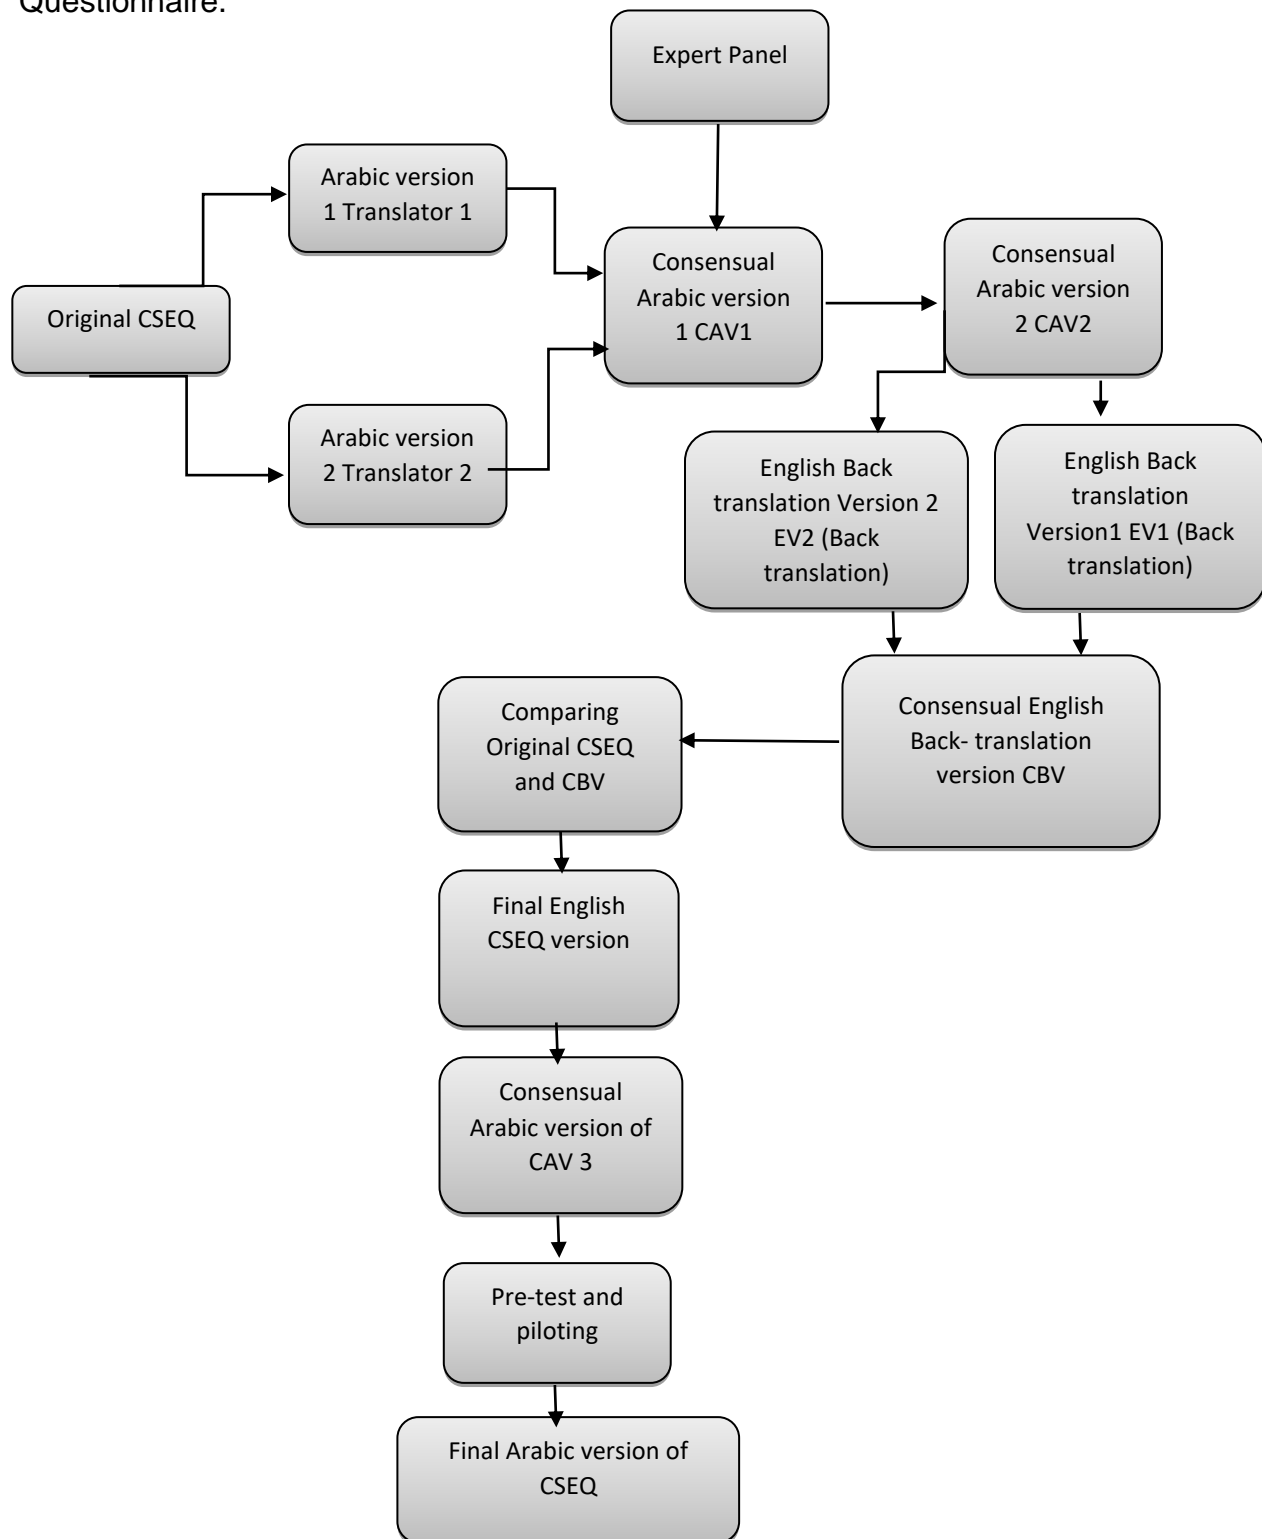 Questionnaire.
Expert Panel
Arabic version
1 Translator 1
Consensual
Arabic version
1 CAV1
Consensual
Arabic version
2 CAV2
Original CSEQ
Arabic version
2 Translator 2
English Back
translation Version 2
EV2 (Back
translation)
English Back
translation
Version1 EV1 (Back
translation)
Consensual English
Back- translation
version CBV
Comparing
Original CSEQ
and CBV
Final English
CSEQ version
Consensual
Arabic version of
CAV 3
Pre-test and
piloting
Final Arabic version of
CSEQ